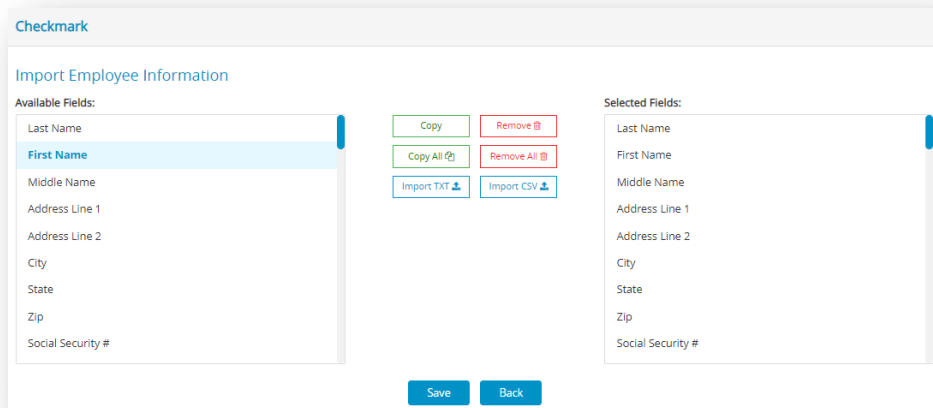 Checkmark
Import Employee Information
Available Fields:
Last Name
First Name
Middle Name
Address Line 1
Address Line 2
City
State
Zip
Social Security #
Copy
Remove
Copy All
Remove All
Import TXT
Import CSV
Selected Fields:
Last Name
First Name
Middle Name
Address Line 1
Address Line 2
City
State
Zip
Social Security #
Save
Back